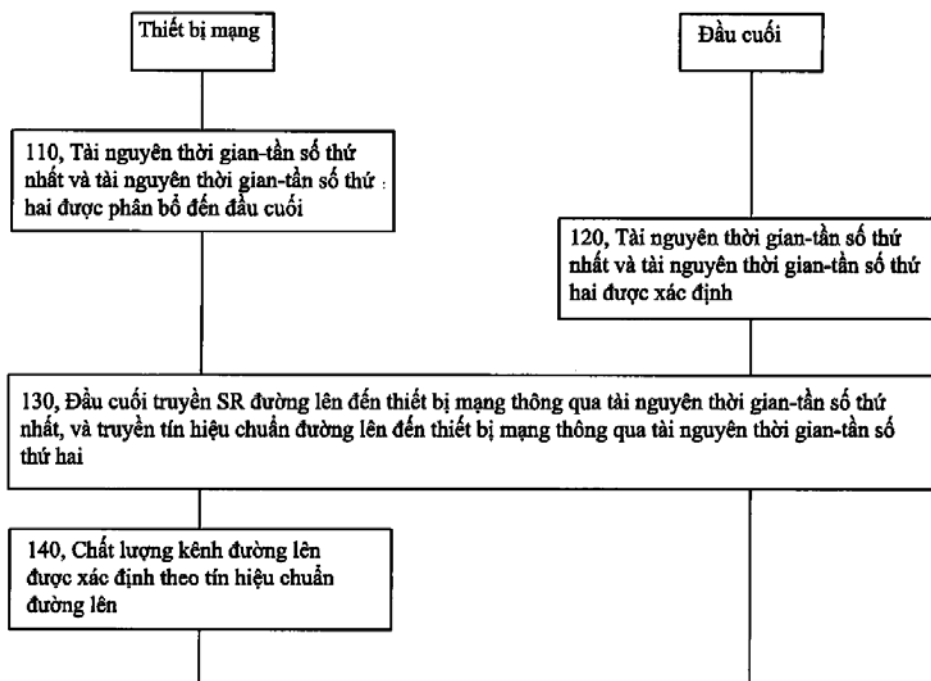 Thiết bị mạng
Đầu cuối
110, Tài nguyên thời gian-tần số thứ
nhất và tài nguyên thời gian-tần số thứ
hai được phân bổ đến đầu cuối
120, Tài nguyên thời gian-tần số thứ
nhất và tài nguyên thời gian-tần số thứ
hai được xác định
130, Đầu cuối truyền SR đường lên đến thiết bị mạng thông qua tài nguyên thời gian-tần số thứ
nhất, và truyền tín hiệu chuẩn đường lên đến thiết bị mạng thông qua tài nguyên thời gian-tần số
thứ hai
140, Chất lượng kênh đường lên
được xác định theo tín hiệu chuẩn
đường lên